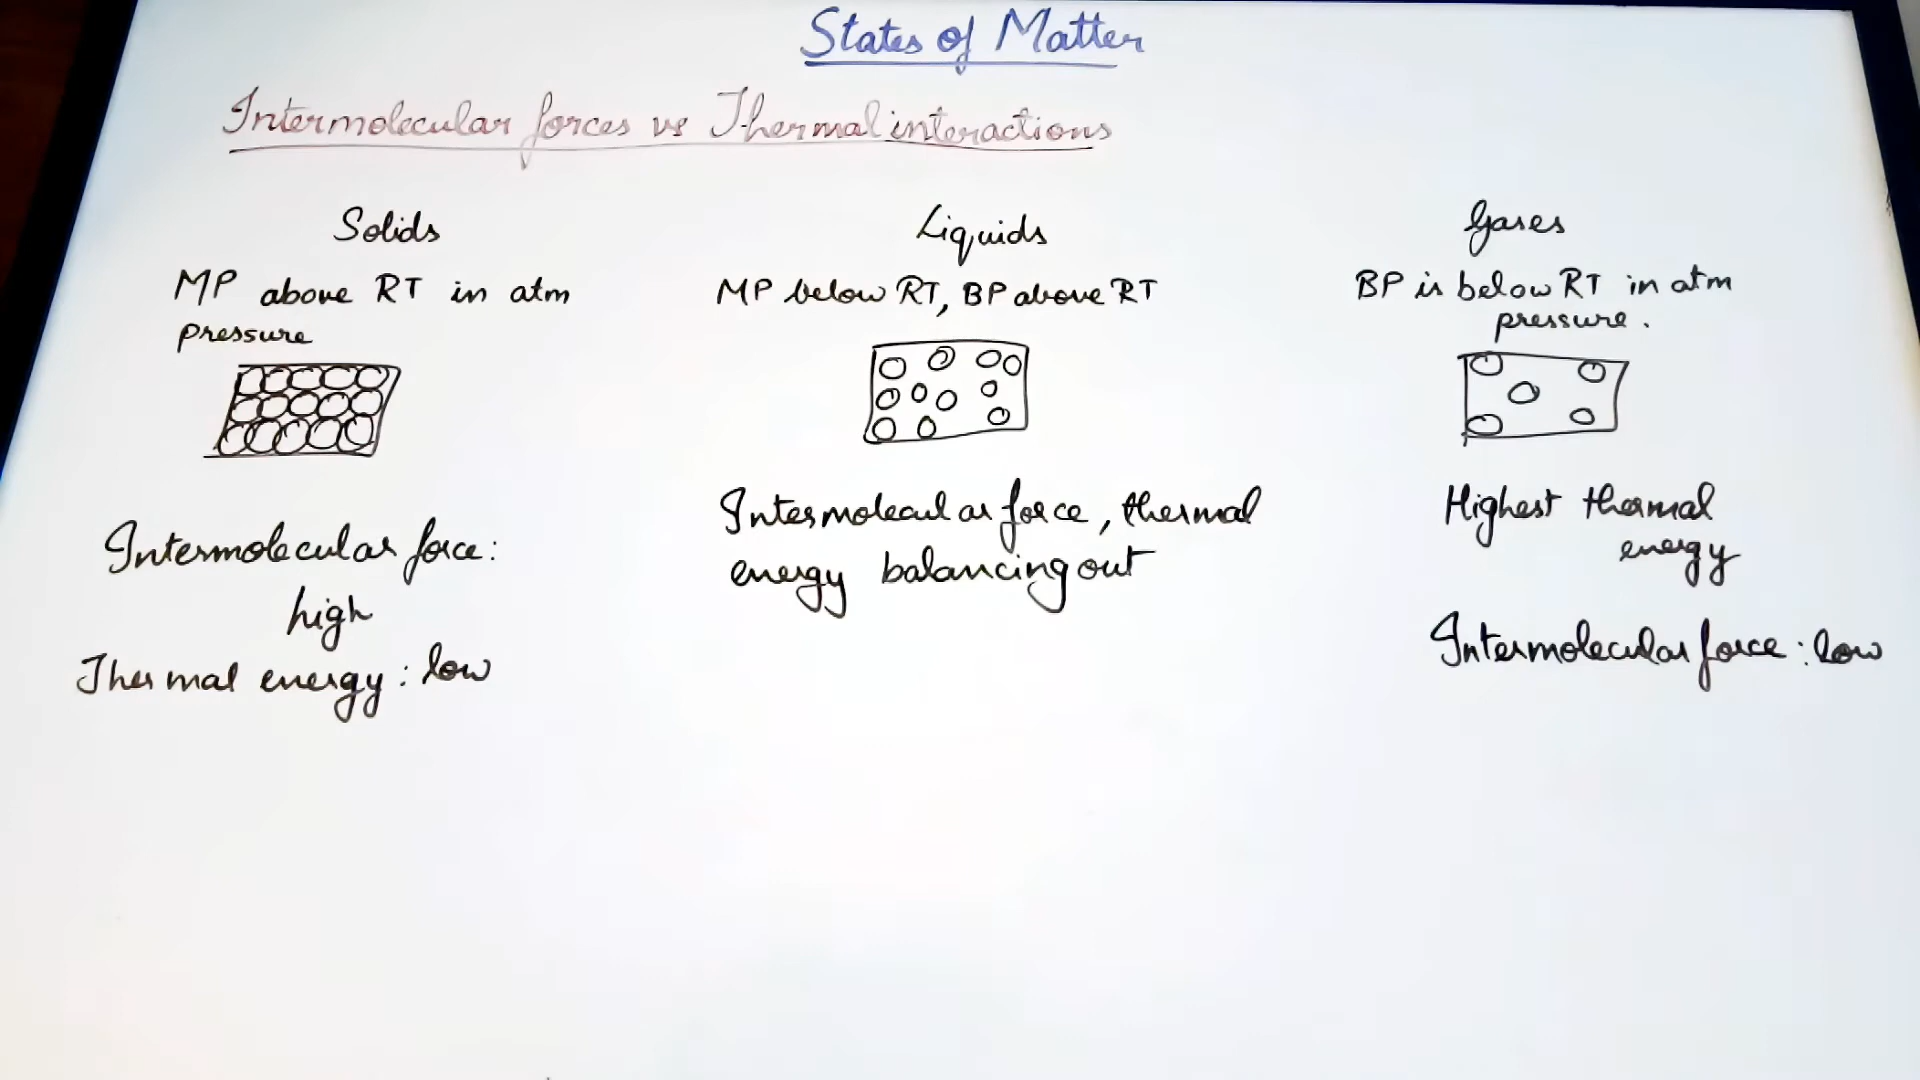 States of Matter
Intermolecular forces vs Thermal interactions
Solids
MP above RT in atm
pressure
Intermolecular force:
high
Thermal energy: low
Liquids
MP below RT, BP above RT
Intermolecular force, thermal
energy balancing out
Gases
BP is below RT in atm
pressure.
Highest thermal
energy
Intermolecular force: low